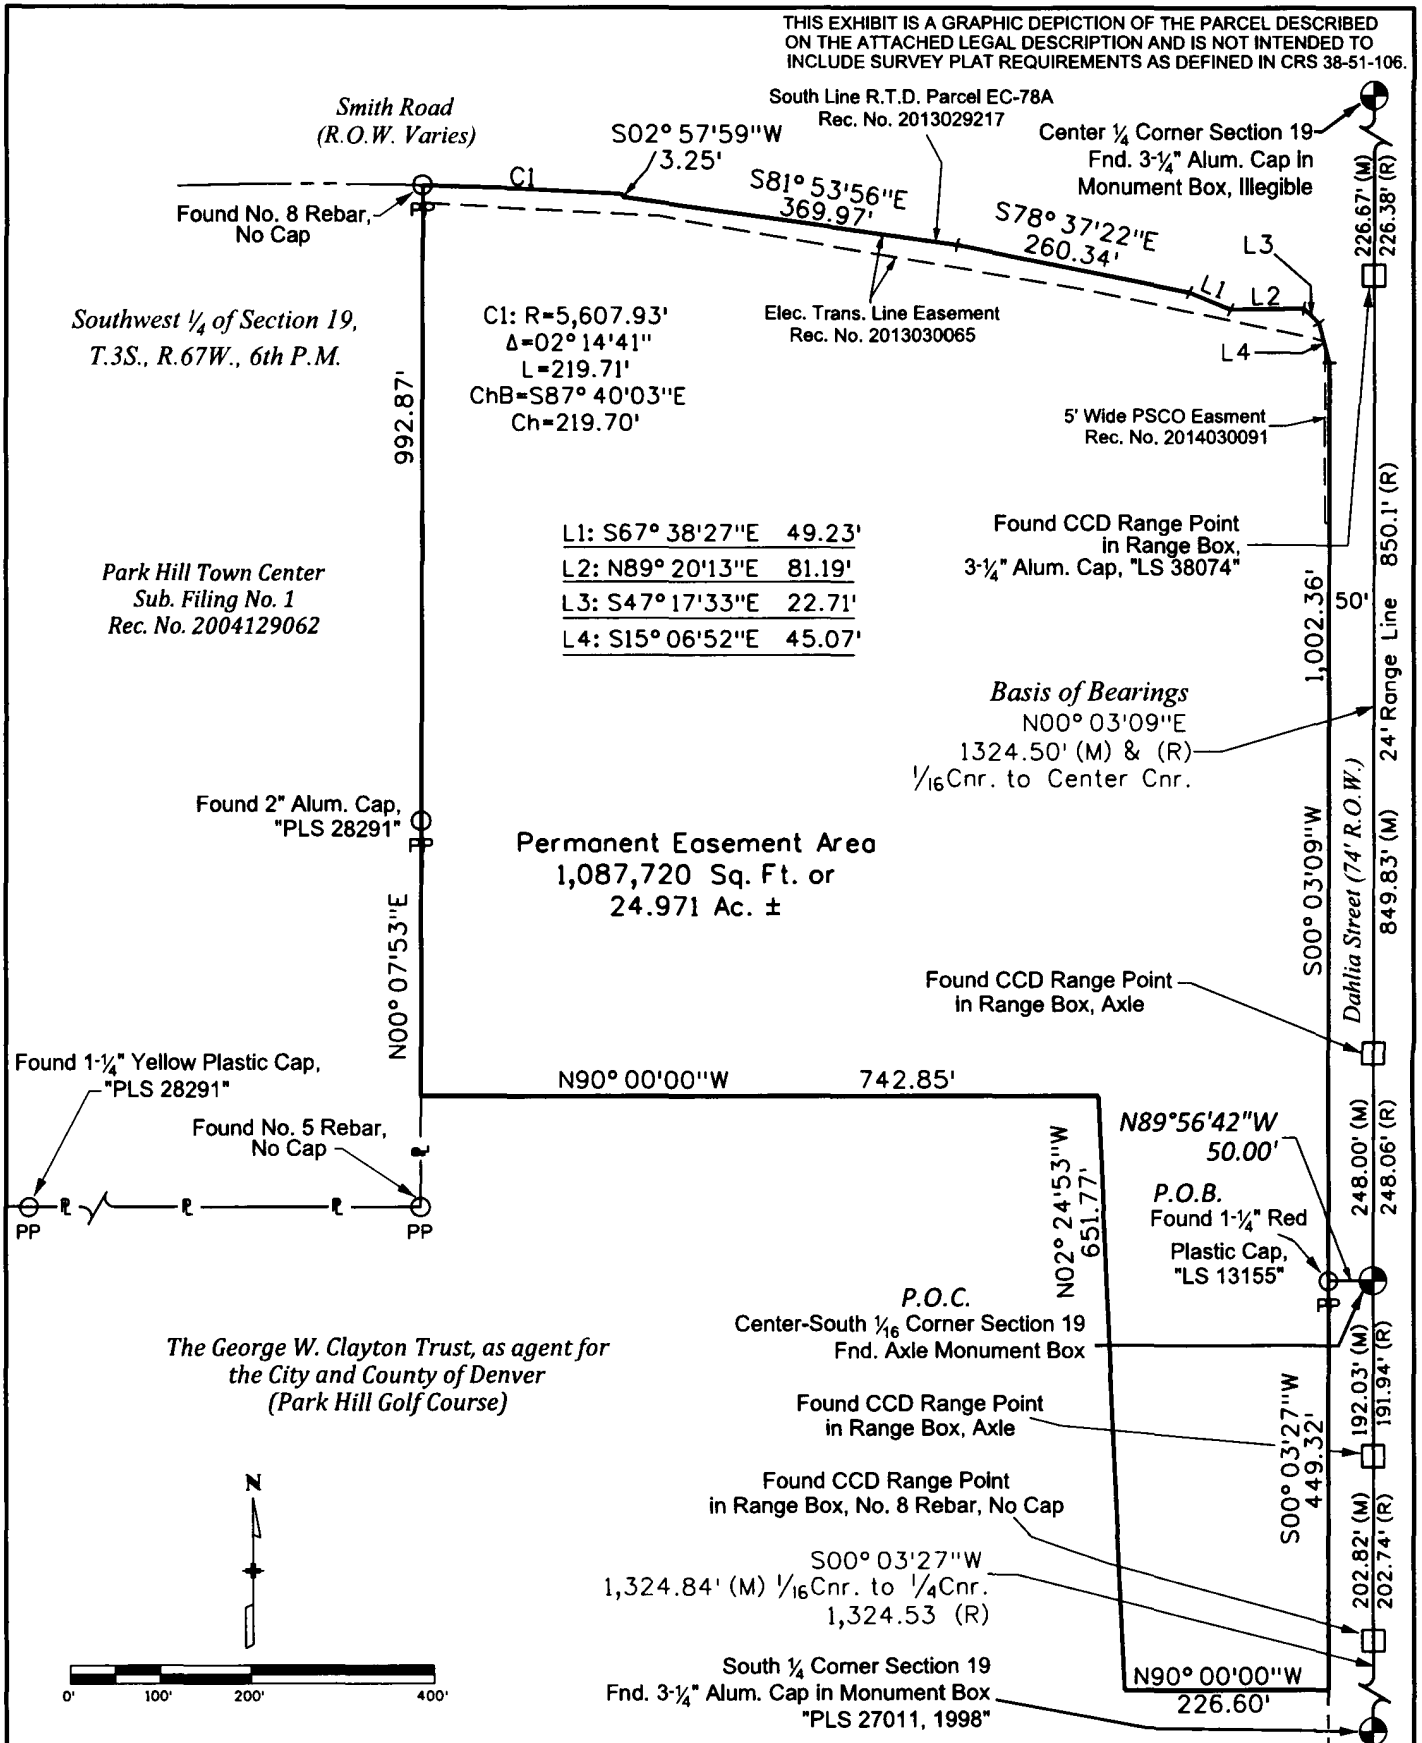 THIS EXHIBIT IS A GRAPHIC DEPICTION OF THE PARCEL DESCRIBED
ON THE ATTACHED LEGAL DESCRIPTION AND IS NOT INTENDED TO
INCLUDE SURVEY PLAT REQUIREMENTS AS DEFINED IN CRS 38-51-106.
Smith Road
(R.O.W. Varies)
South Line R.T.D. Parcel EC-78A
Rec. No. 2013029217
S02° 57'59"W
3.25'
Center 1/4 Corner Section 19
Fnd. 3-1/4" Alum. Cap in
Monument Box, Illegible
226.67' (M)
226.38' (R)
C1
S81° 53'56"E
369.97'
S78° 37'22"E
260.34'
L3
L1
L2
L4
Found No. 8 Rebar,
No Cap
PP
Southwest 1/4 of Section 19,
T.3S., R.67W., 6th P.M.
C1: R=5,607.93'
Δ=02° 14'41"
L=219.71'
ChB=S87° 40'03"E
Ch=219.70'
Elec. Trans. Line Easement
Rec. No. 2013030065
992.87'
5' Wide PSCO Easment
Rec. No. 2014030091
850.1' (R)
L1: S67° 38'27"E 49.23'
L2: N89° 20'13"E 81.19'
L3: S47° 17'33"E 22.71'
L4: S15° 06'52"E 45.07'
Found CCD Range Point
in Range Box,
3-1/4" Alum. Cap, "LS 38074"
Park Hill Town Center
Sub. Filing No. 1
Rec. No. 2004129062
1,002.36'
50'
24' Range Line
Basis of Bearings
N00° 03'09"E
1324.50' (M) & (R)
1/16 Cnr. to Center Cnr.
Found 2" Alum. Cap,
"PLS 28291"
PP
Permanent Easement Area
1,087,720 Sq. Ft. or
24.971 Ac. ±
S00° 03'09"W
Dahlia Street (74' R.O.W.)
849.83' (M)
N00° 07'53"E
Found CCD Range Point
in Range Box, Axle
Found 1-1/4" Yellow Plastic Cap,
"PLS 28291"
N90° 00'00"W 742.85'
Found No. 5 Rebar,
No Cap
PL
PL
PL
PL
PP
PP
N89°56'42"W
50.00'
248.00' (M)
248.06' (R)
N02° 24'53"W
651.77'
P.O.B.
Found 1-1/4" Red
Plastic Cap,
"LS 13155"
PP
P.O.C.
Center-South 1/16 Corner Section 19
Fnd. Axle Monument Box
The George W. Clayton Trust, as agent for
the City and County of Denver
(Park Hill Golf Course)
192.03' (M)
191.94' (R)
Found CCD Range Point
in Range Box, Axle
S00° 03'27"W
449.32'
Found CCD Range Point
in Range Box, No. 8 Rebar, No Cap
N
S00° 03'27"W
1,324.84' (M) 1/16 Cnr. to 1/4 Cnr.
1,324.53 (R)
202.82' (M)
202.74' (R)
South 1/4 Corner Section 19
Fnd. 3-1/4" Alum. Cap in Monument Box
"PLS 27011, 1998"
N90° 00'00"W
226.60'
0' 100' 200' 400'